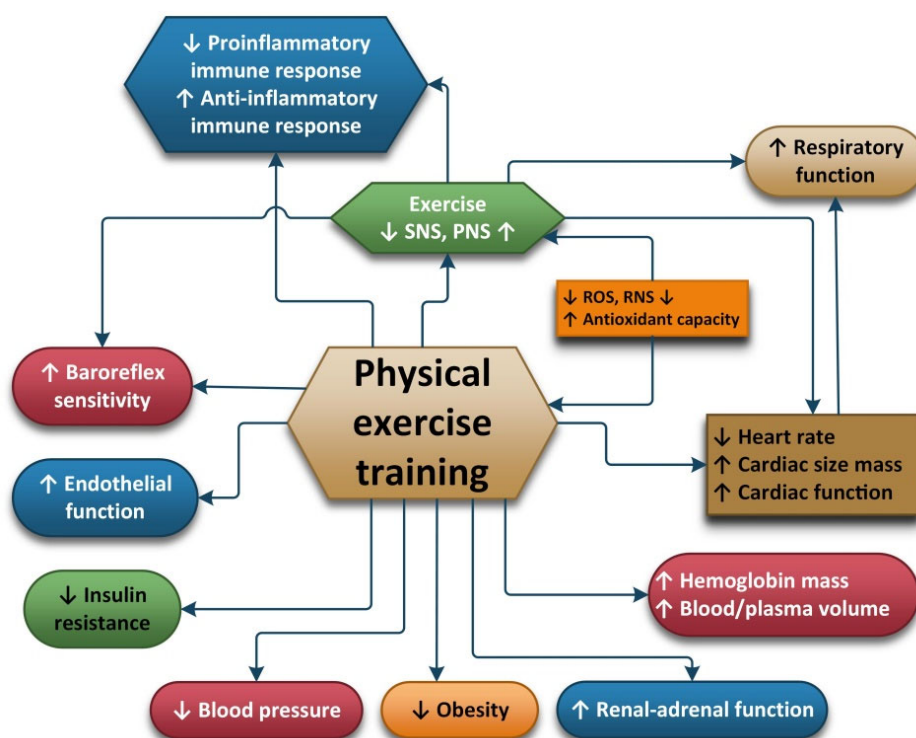 ↓ Proinflammatory
immune response
↑ Anti-inflammatory
immune response
↑ Respiratory
function
Exercise
↓ SNS, PNS ↑
↓ ROS, RNS ↓
↑ Antioxidant capacity
↑ Baroreflex
sensitivity
Physical
exercise
training
↓ Heart rate
↑ Cardiac size mass
↑ Cardiac function
↑ Endothelial
function
↓ Insulin
resistance
↑ Hemoglobin mass
↑ Blood/plasma volume
↓ Blood pressure
↓ Obesity
↑ Renal-adrenal function